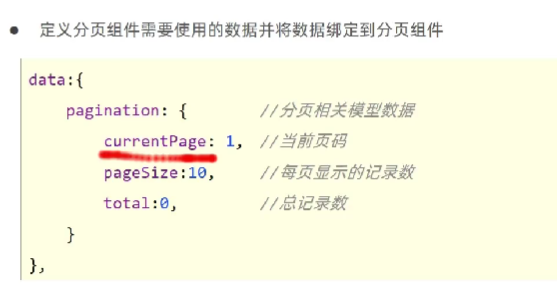 ● 定义分页组件需要使用的数据并将数据绑定到分页组件
data:{
pagination: { //分页相关模型数据
currentPage: 1, //当前页码
pageSize:10, //每页显示的记录数
total:0, //总记录数
}
},